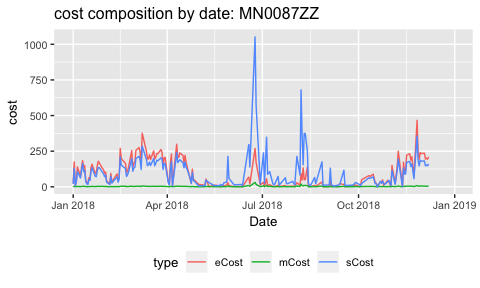 cost composition by date: MN0087ZZ
1000
750
500
250
0
cost
Jan 2018
Apr 2018
Jul 2018
Oct 2018
Jan 2019
Date
type
eCost
mCost
sCost